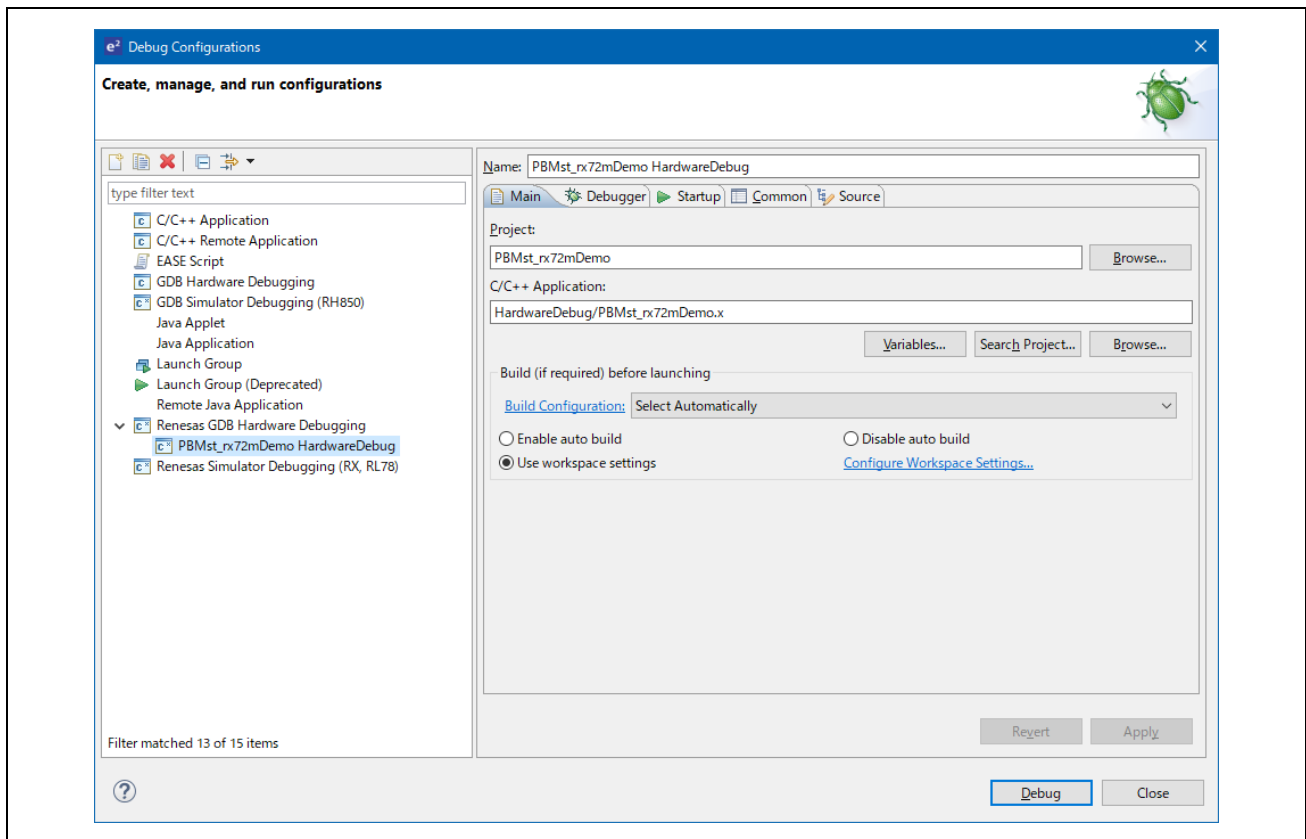 e² Debug Configurations
Create, manage, and run configurations
type filter text
C/C++ Application
C/C++ Remote Application
EASE Script
GDB Hardware Debugging
GDB Simulator Debugging (RH850)
Java Applet
Java Application
Launch Group
Launch Group (Deprecated)
Remote Java Application
Renesas GDB Hardware Debugging
PBMst_rx72mDemo HardwareDebug
Renesas Simulator Debugging (RX, RL78)
Filter matched 13 of 15 items
Name: PBMst_rx72mDemo HardwareDebug
Main Debugger Startup Common Source
Project:
PBMst_rx72mDemo Browse...
C/C++ Application:
HardwareDebug/PBMst_rx72mDemo.x
Variables... Search Project... Browse...
Build (if required) before launching
Build Configuration: Select Automatically
Enable auto build Disable auto build
Use workspace settings Configure Workspace Settings...
Revert Apply
? Debug Close